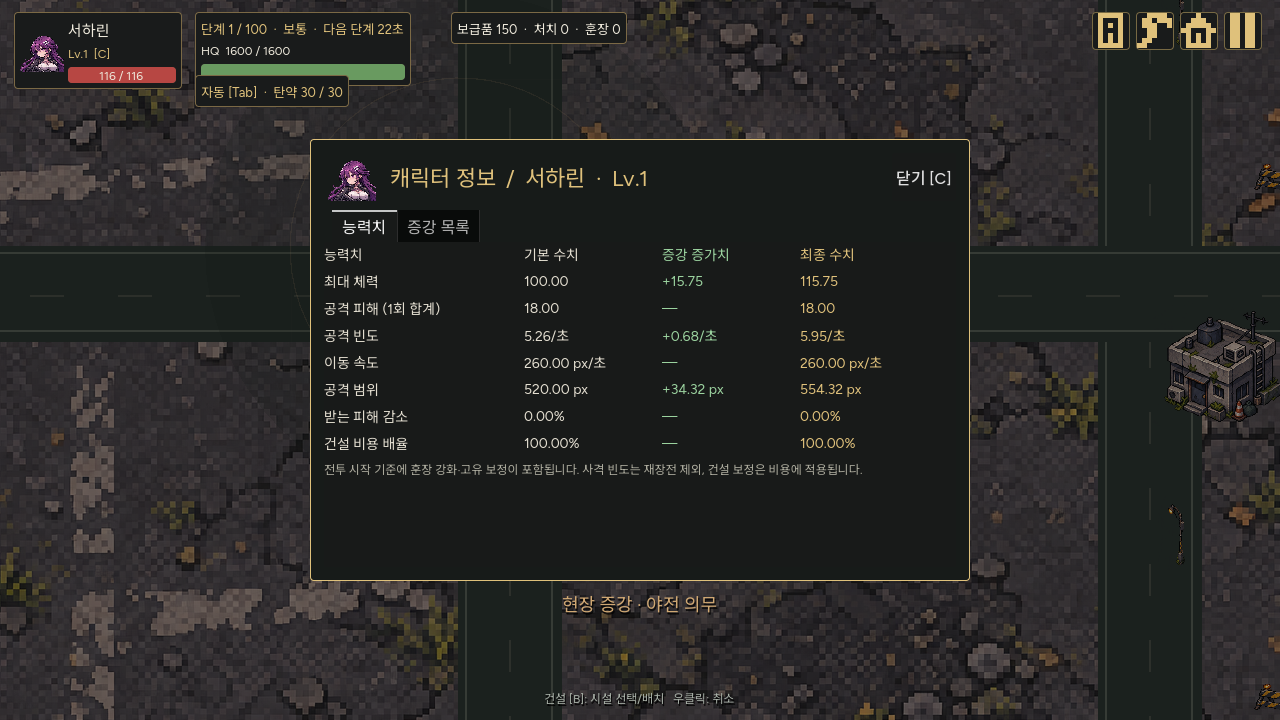 서하린
Lv.1 [C]
116 / 116
단계 1 / 100 · 보통 · 다음 단계 22초
HQ 1600 / 1600
자동 [Tab] · 탄약 30 / 30
보급품 150 · 처치 0 · 훈장 0
캐릭터 정보 / 서하린 · Lv.1
닫기 [C]
능력치 증강 목록
능력치 기본 수치 증강 증가치 최종 수치
최대 체력 100.00 +15.75 115.75
공격 피해 (1회 합계) 18.00 — 18.00
공격 빈도 5.26/초 +0.68/초 5.95/초
이동 속도 260.00 px/초 — 260.00 px/초
공격 범위 520.00 px +34.32 px 554.32 px
받는 피해 감소 0.00% — 0.00%
건설 비용 배율 100.00% — 100.00%
전투 시작 기준에 훈장 강화·고유 보정이 포함됩니다. 사격 빈도는 재장전 제외, 건설 보정은 비용에 적용됩니다.
현장 증강 · 야전 의무
건설 [B]: 시설 선택/배치 우클릭: 취소